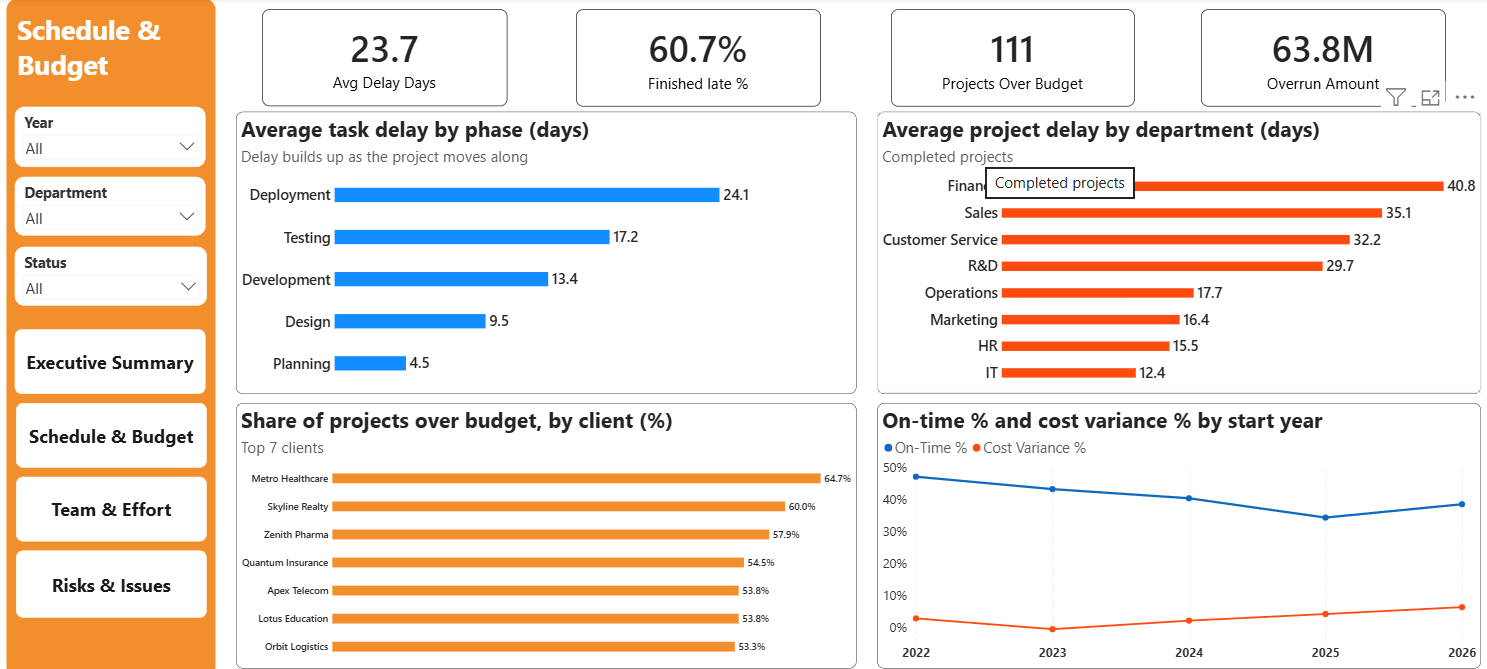 Schedule &
Budget
Year
All
Department
All
Status
All
Executive Summary
Schedule & Budget
Team & Effort
Risks & Issues
23.7
Avg Delay Days
60.7%
Finished late %
111
Projects Over Budget
63.8M
Overrun Amount
Average task delay by phase (days)
Delay builds up as the project moves along
Deployment 24.1
Testing 17.2
Development 13.4
Design 9.5
Planning 4.5
Average project delay by department (days)
Completed projects
Completed projects
40.8
Sales 35.1
Customer Service 32.2
R&D 29.7
Operations 17.7
Marketing 16.4
HR 15.5
IT 12.4
Share of projects over budget, by client (%)
Top 7 clients
Metro Healthcare 64.7%
Skyline Realty 60.0%
Zenith Pharma 57.9%
Quantum Insurance 54.5%
Apex Telecom 53.8%
Lotus Education 53.8%
Orbit Logistics 53.3%
On-time % and cost variance % by start year
On-Time % Cost Variance %
50%
40%
30%
20%
10%
0%
2022 2023 2024 2025 2026